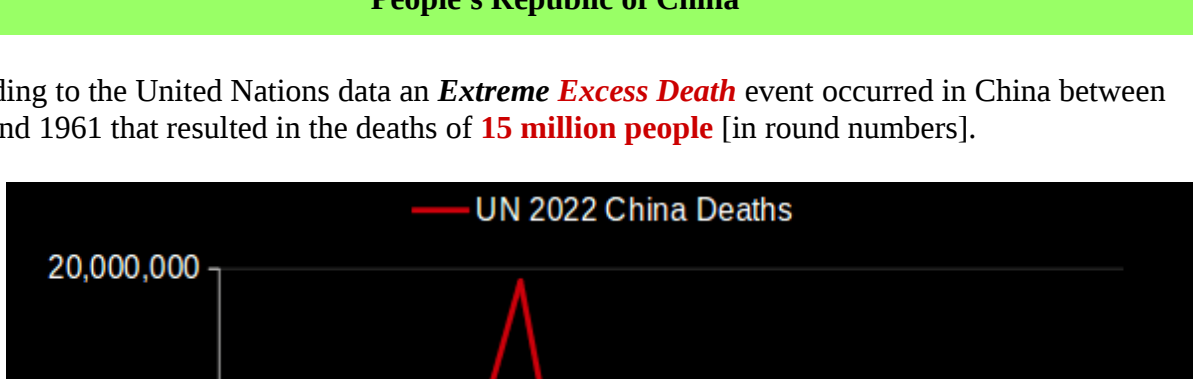 People's Republic of China
to the United Nations data an Extreme Excess Death event occurred in China between
1961 that resulted in the deaths of 15 million people [in round numbers].
UN 2022 China Deaths
20,000,000